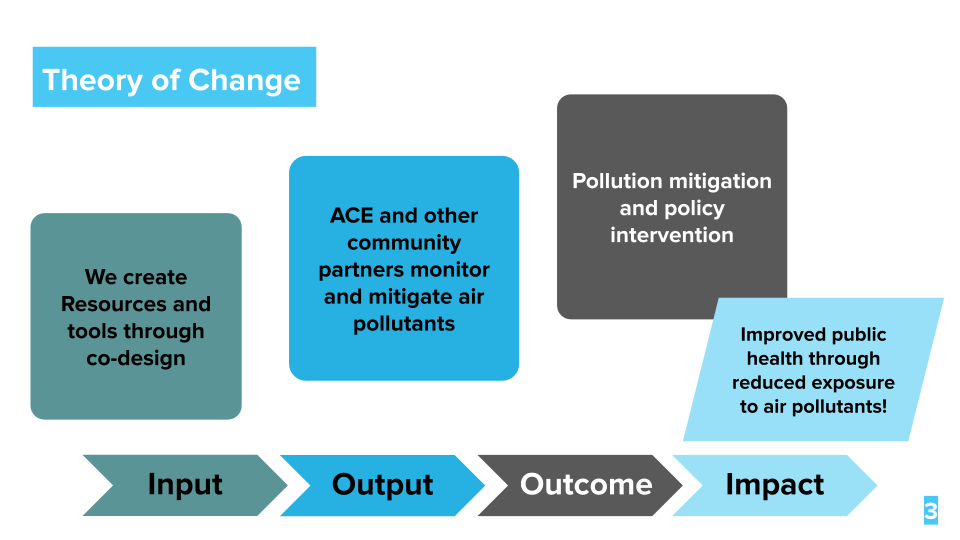 Theory of Change
We create
Resources and
tools through
co-design
ACE and other
community
partners monitor
and mitigate air
pollutants
Pollution mitigation
and policy
intervention
Improved public
health through
reduced exposure
to air pollutants!
Input
Output
Outcome
Impact
3